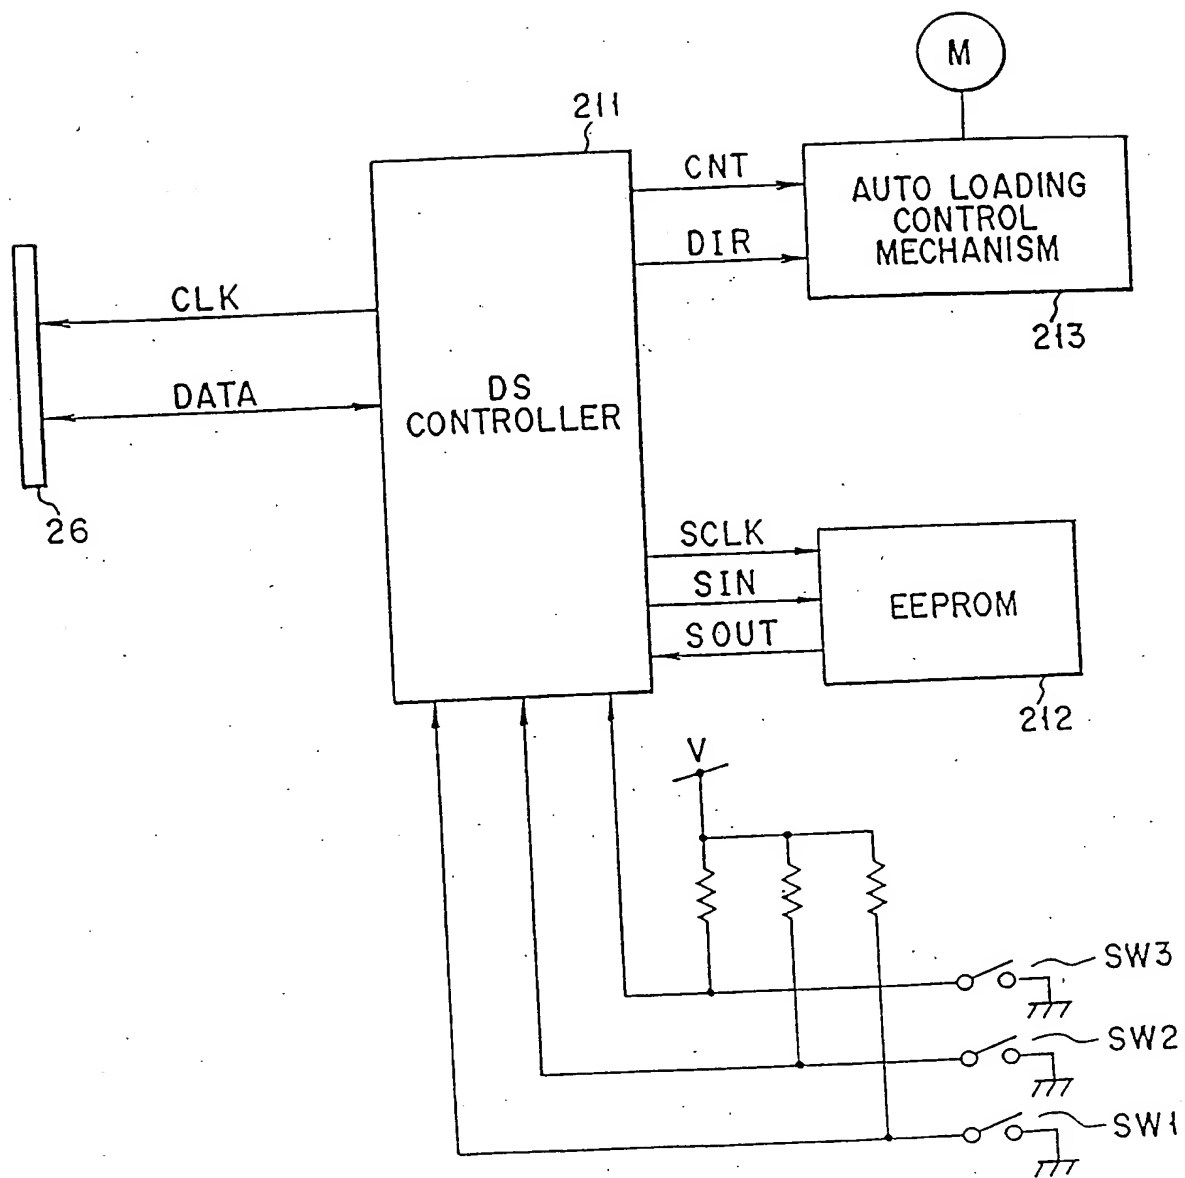 M
211
CNT
AUTO LOADING
CONTROL
MECHANISM
DIR
213
CLK
DATA
DS
CONTROLLER
26
SCLK
SIN
SOUT
EEPROM
212
V
SW3
SW2
SW1